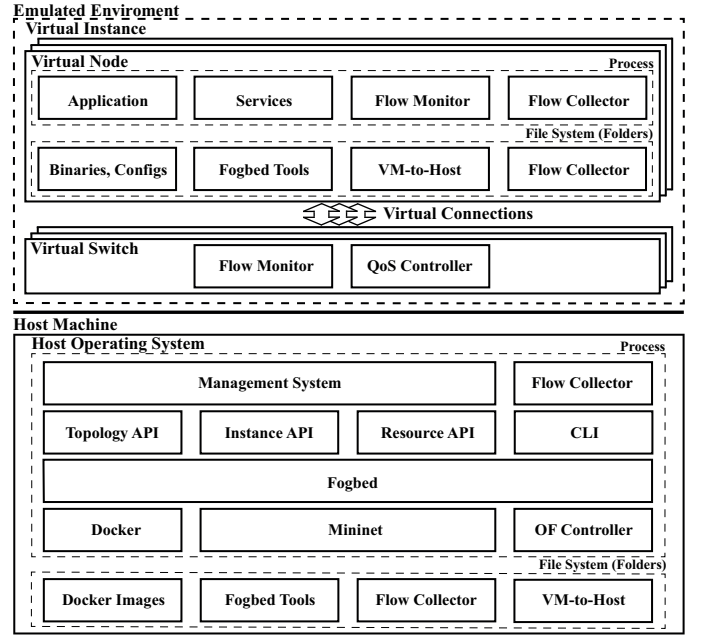 Emulated Enviroment
Virtual Instance
Virtual Node
Process
Application Services Flow Monitor Flow Collector
File System (Folders)
Binaries, Configs Fogbed Tools VM-to-Host Flow Collector
Virtual Connections
Virtual Switch
Flow Monitor QoS Controller
Host Machine
Host Operating System
Process
Management System Flow Collector
Topology API Instance API Resource API CLI
Fogbed
Docker Mininet OF Controller
File System (Folders)
Docker Images Fogbed Tools Flow Collector VM-to-Host